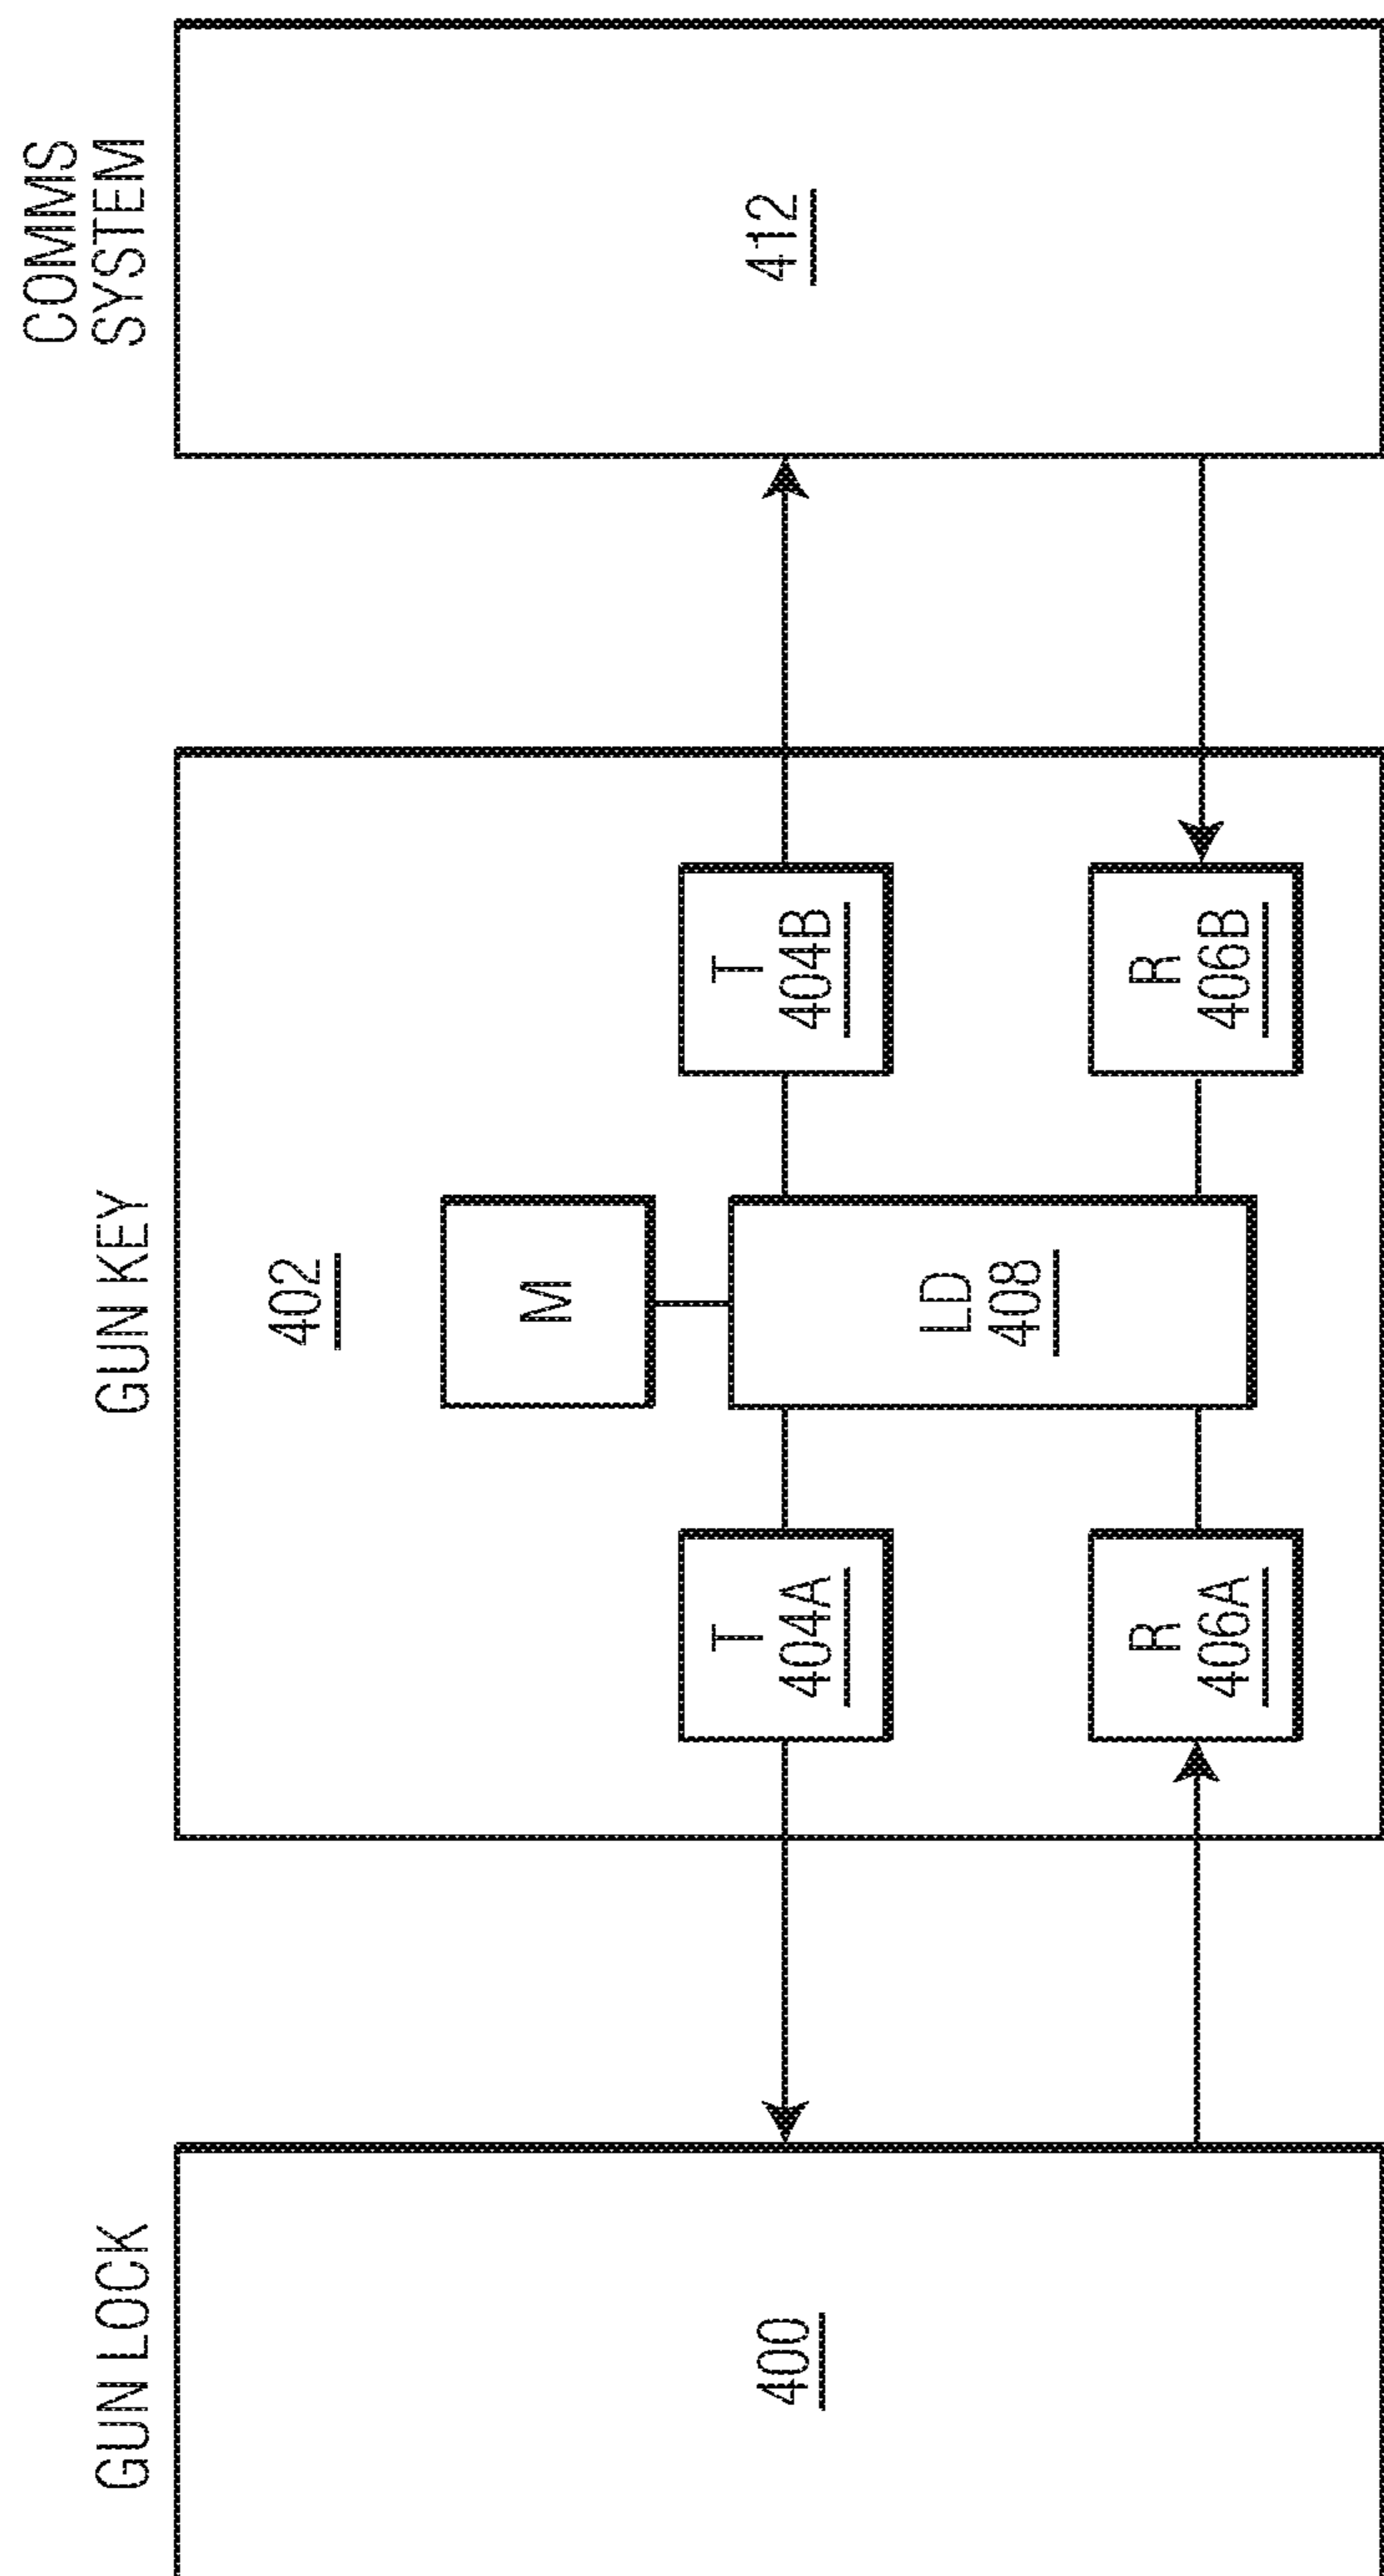 GUN LOCK
400
GUN KEY
402
M
T
404A
R
406A
LD
408
T
404B
R
406B
COMMS
SYSTEM
412